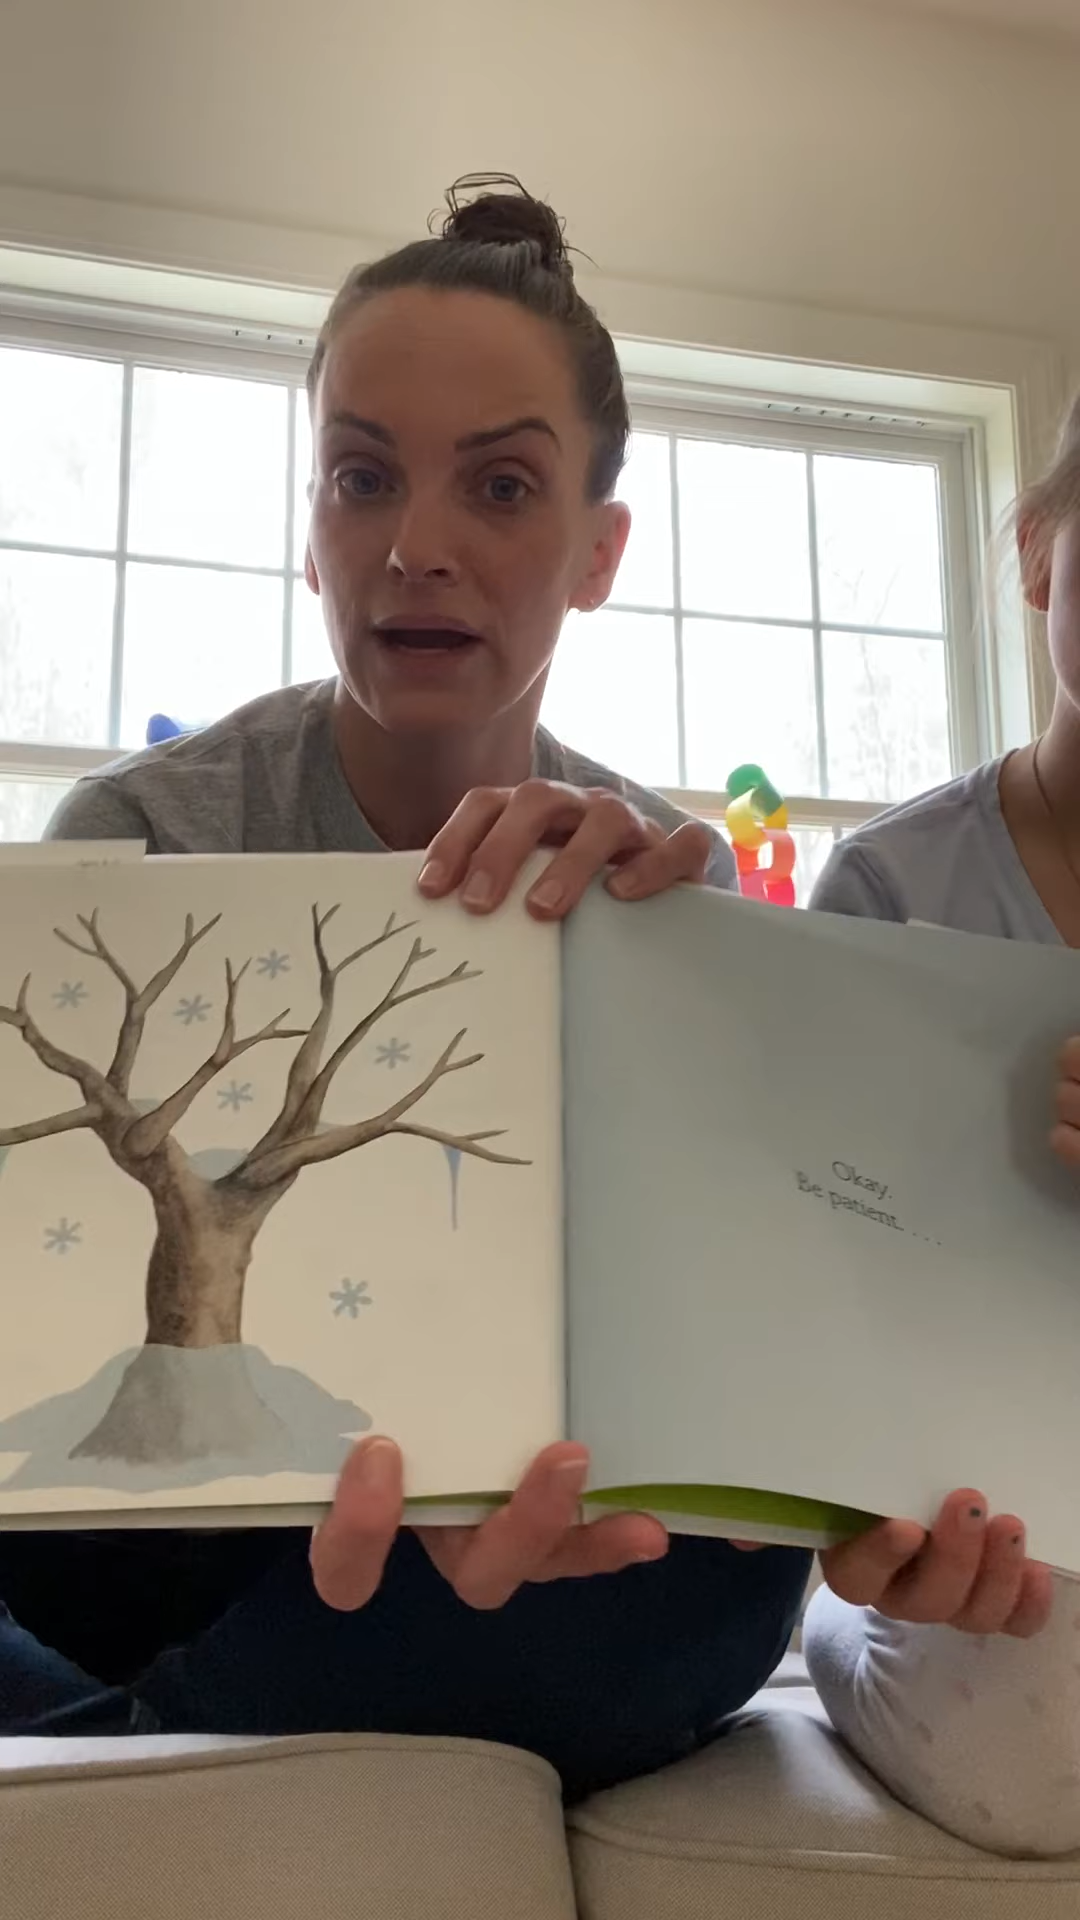 Okay.
Be patient. . . .